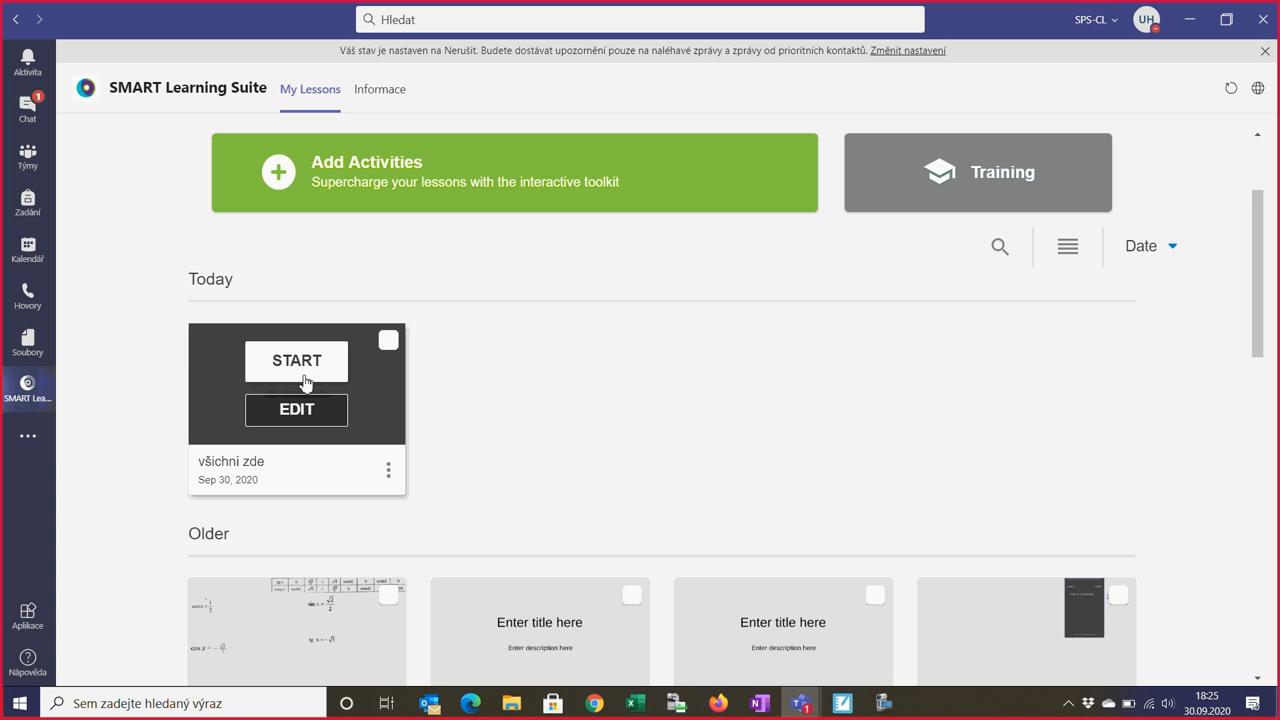 Hledat
SPS-CL
UH
Váš stav je nastaven na Nerušit. Budete dostávat upozornění pouze na naléhavé zprávy a zprávy od prioritních kontaktů. Změnit nastavení
Aktivita
SMART Learning Suite
My Lessons
Informace
1
Chat
Týmy
Zadání
Kalendář
Hovory
Soubory
SMART Lea...
Aplikace
Nápověda
Add Activities
Supercharge your lessons with the interactive toolkit
Training
Date
Today
START
EDIT
všichni zde
Sep 30, 2020
Older
Enter title here
Enter description here
Enter title here
Enter description here
Sem zadejte hledaný výraz
1
18:25
30.09.2020